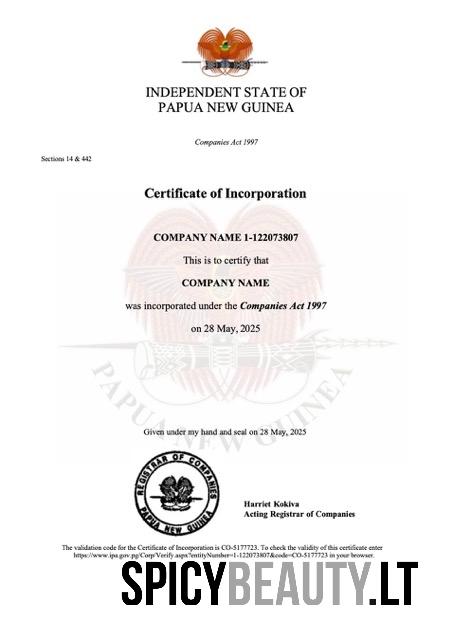 INDEPENDENT STATE OF
PAPUA NEW GUINEA
Companies Act 1997
Sections 14 & 442
Certificate of Incorporation
COMPANY NAME 1-122073807
This is to certify that
COMPANY NAME
was incorporated under the Companies Act 1997
on 28 May, 2025
PAPUA NEW GUINEA
Given under my hand and seal on 28 May, 2025
REGISTRAR OF COMPANIES
PAPUA NEW GUINEA
Harriet Kokiva
Acting Registrar of Companies
The validation code for the Certificate of Incorporation is CO-5177723. To check the validity of this certificate enter
https://www.ipa.gov.pg/Corp/Verify.aspx?entityNumber=1-122073807&code=CO-5177723 in your browser.
SPICYBEAUTY.LT